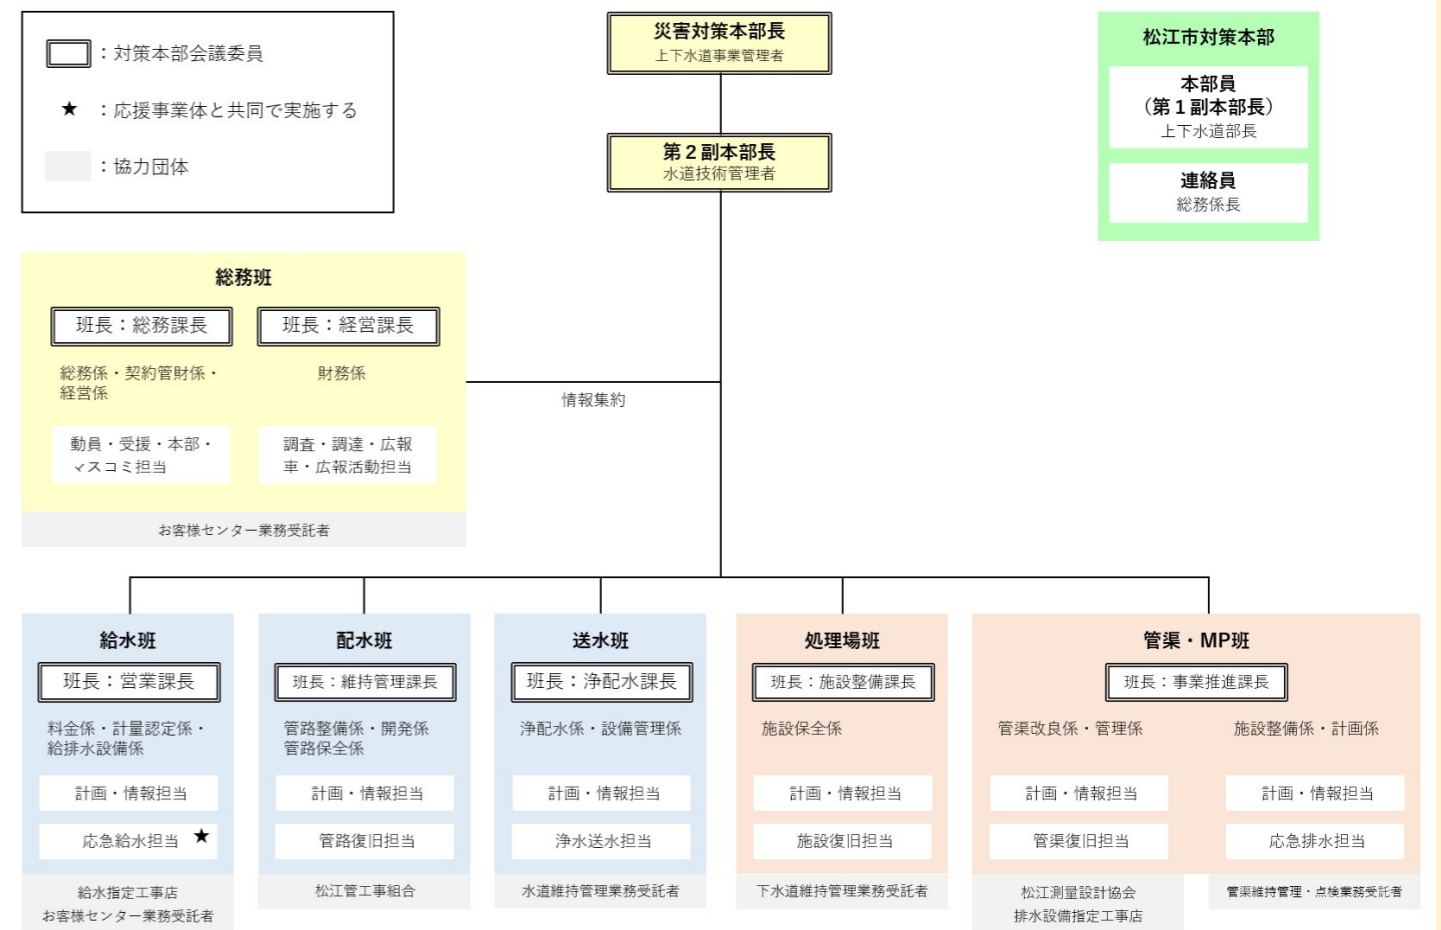 ：対策本部会議委員
★ ：応援事業体と共同で実施する
：協力団体
災害対策本部長
上下水道事業管理者
第２副本部長
水道技術管理者
松江市対策本部
本部員
（第１副本部長）
上下水道部長
連絡員
総務係長
総務班
班長：総務課長
総務係・契約管財係・
経営係
動員・受援・本部・
マスコミ担当
班長：経営課長
財務係
調査・調達・広報
車・広報活動担当
お客様センター業務受託者
情報集約
給水班
班長：営業課長
料金係・計量認定係・
給排水設備係
計画・情報担当
応急給水担当 ★
給水指定工事店
お客様センター業務受託者
配水班
班長：維持管理課長
管路整備係・開発係
管路保全係
計画・情報担当
管路復旧担当
松江管工事組合
送水班
班長：浄配水課長
浄配水係・設備管理係
計画・情報担当
浄水送水担当
水道維持管理業務受託者
処理場班
班長：施設整備課長
施設保全係
計画・情報担当
施設復旧担当
下水道維持管理業務受託者
管渠・MP班
班長：事業推進課長
管渠改良係・管理係
計画・情報担当
管渠復旧担当
松江測量設計協会
排水設備指定工事店
施設整備係・計画係
計画・情報担当
応急排水担当
管渠維持管理・点検業務受託者